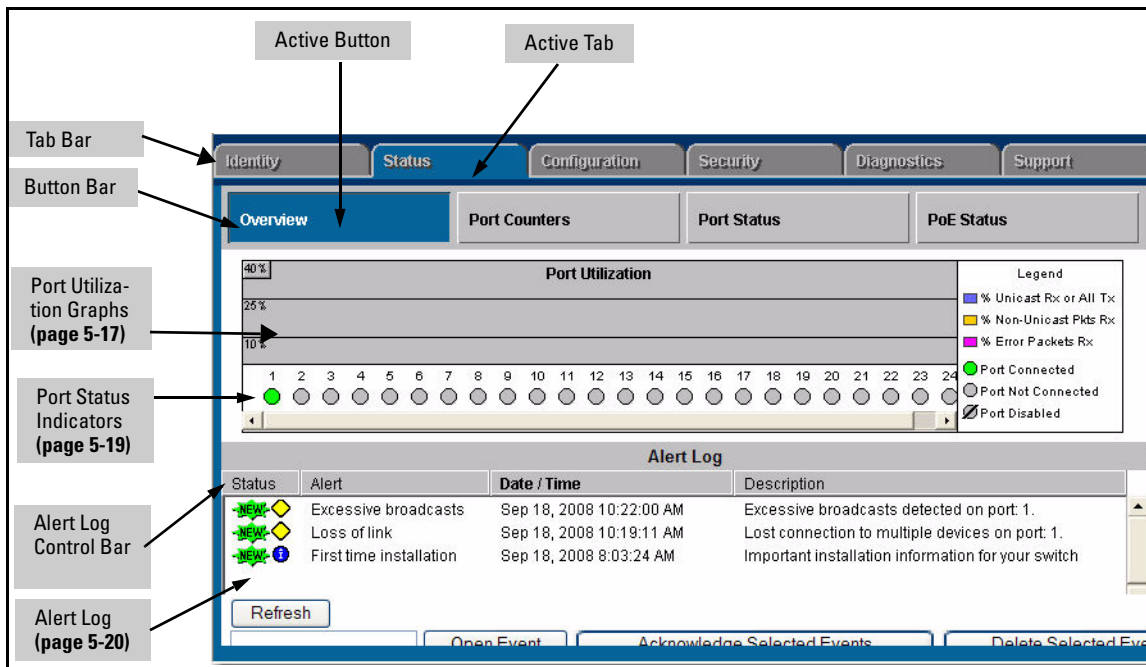 Active Button
Active Tab
Tab Bar
Identity Status Configuration Security Diagnostics Support
Button Bar
Overview Port Counters Port Status PoE Status
Port Utiliza-
tion Graphs
(page 5-17)
40 % Port Utilization
25 %
10 %
Legend
% Unicast Rx or All Tx
% Non-Unicast Pkts Rx
% Error Packets Rx
Port Connected
Port Not Connected
Port Disabled
1 2 3 4 5 6 7 8 9 10 11 12 13 14 15 16 17 18 19 20 21 22 23 24
Port Status
Indicators
(page 5-19)
Alert Log
Status Alert Date / Time Description
NEW Excessive broadcasts Sep 18, 2008 10:22:00 AM Excessive broadcasts detected on port: 1.
NEW Loss of link Sep 18, 2008 10:19:11 AM Lost connection to multiple devices on port: 1.
NEW i First time installation Sep 18, 2008 8:03:24 AM Important installation information for your switch
Alert Log
Control Bar
Alert Log
(page 5-20)
Refresh
Open Event Acknowledge Selected Events Delete Selected Eve